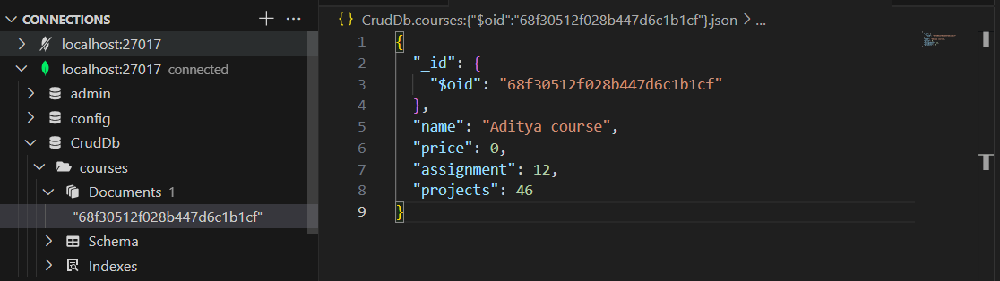 CONNECTIONS
localhost:27017
localhost:27017 connected
admin
config
CrudDb
courses
Documents 1
"68f30512f028b447d6c1b1cf"
Schema
Indexes
{ } CrudDb.courses:{"$oid":"68f30512f028b447d6c1b1cf"}.json > ...
1 {
2 "_id": {
3 "$oid": "68f30512f028b447d6c1b1cf"
4 },
5 "name": "Aditya course",
6 "price": 0,
7 "assignment": 12,
8 "projects": 46
9 }